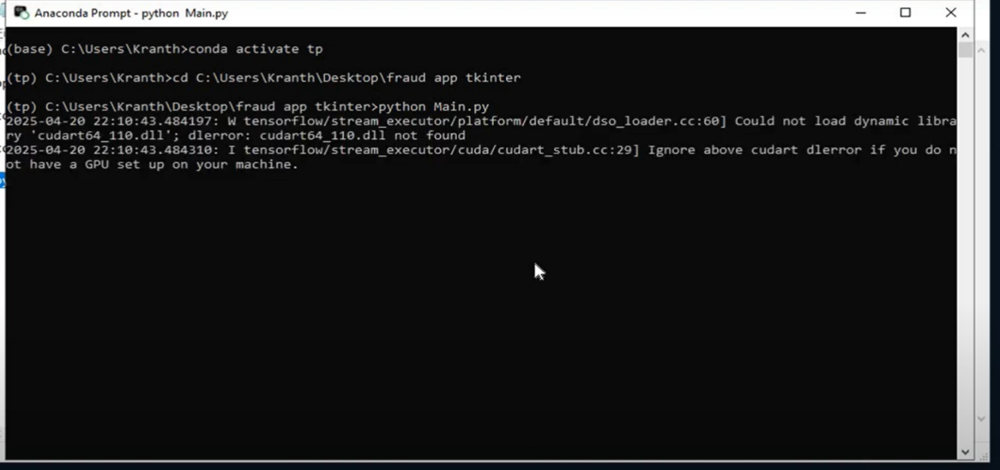 Anaconda Prompt - python Main.py
(base) C:\Users\Kranth>conda activate tp
(tp) C:\Users\Kranth>cd C:\Users\Kranth\Desktop\fraud app tkinter
(tp) C:\Users\Kranth\Desktop\fraud app tkinter>python Main.py
2025-04-20 22:10:43.484197: W tensorflow/stream_executor/platform/default/dso_loader.cc:60] Could not load dynamic libra
ry 'cudart64_110.dll'; dlerror: cudart64_110.dll not found
2025-04-20 22:10:43.484310: I tensorflow/stream_executor/cuda/cudart_stub.cc:29] Ignore above cudart dlerror if you do n
ot have a GPU set up on your machine.